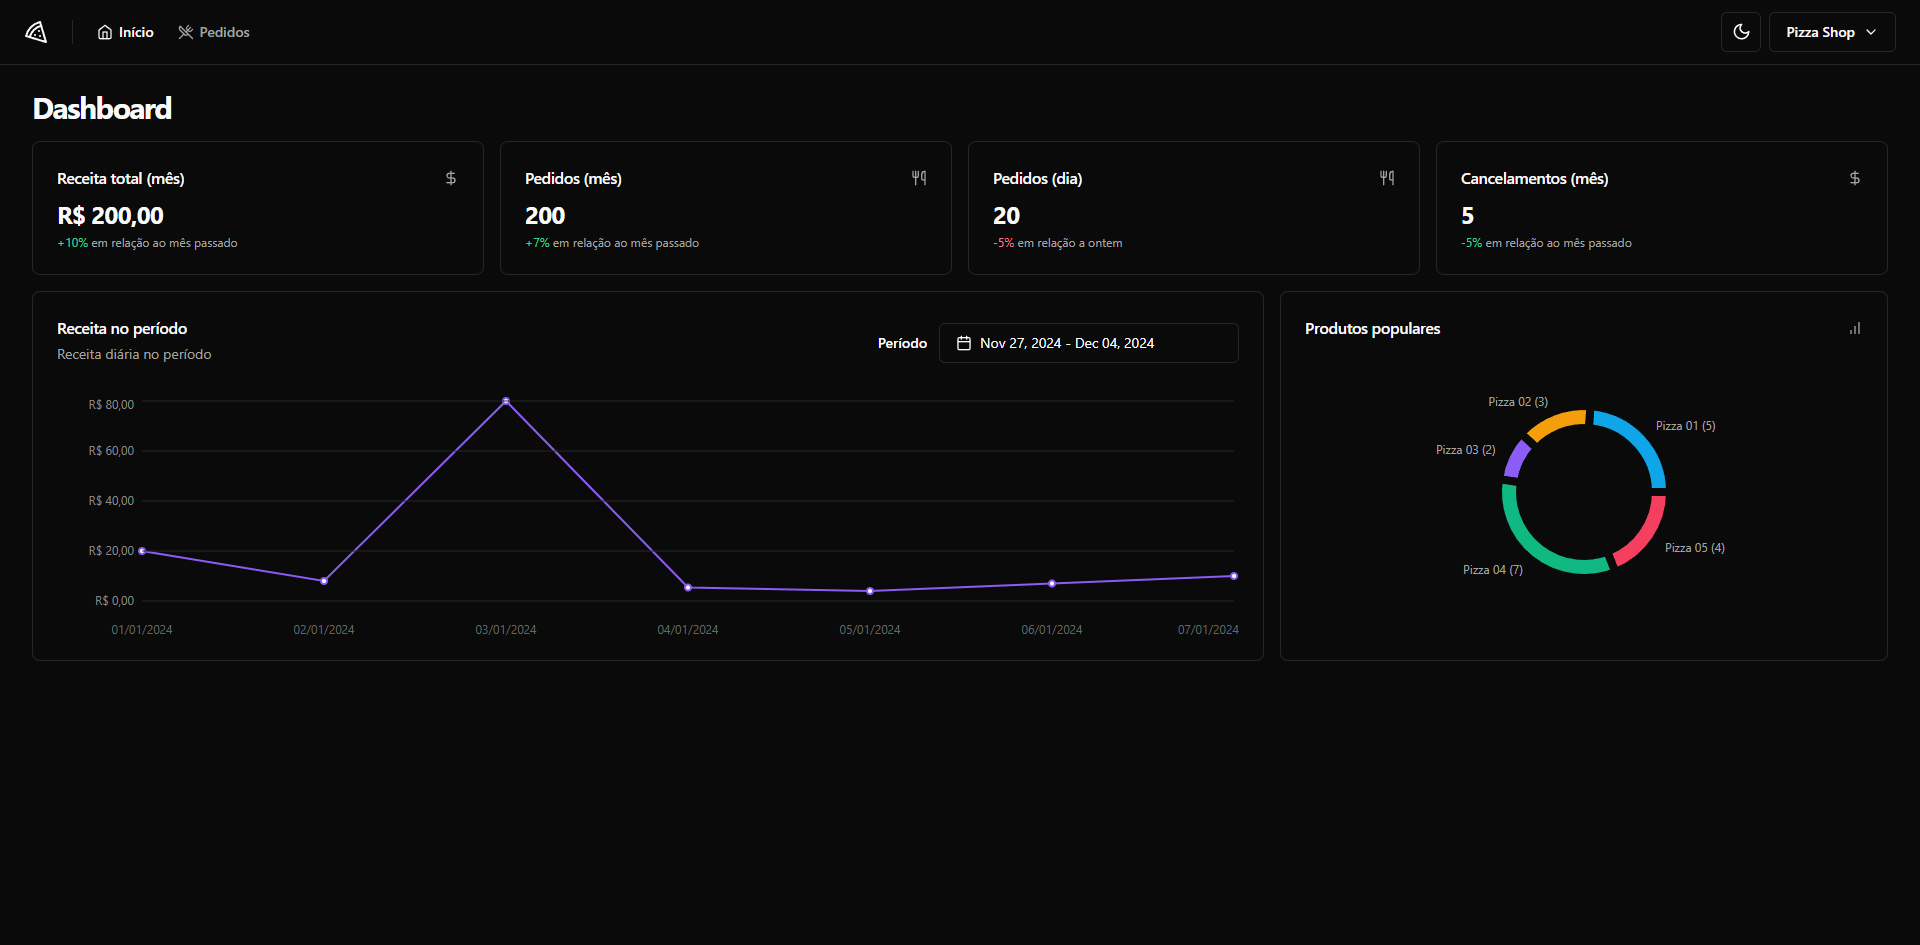 Início
Pedidos
Pizza Shop
Dashboard
Receita total (mês)
R$ 200,00
+10% em relação ao mês passado
Pedidos (mês)
200
+7% em relação ao mês passado
Pedidos (dia)
20
-5% em relação a ontem
Cancelamentos (mês)
5
-5% em relação ao mês passado
Receita no período
Receita diária no período
Período
Nov 27, 2024 - Dec 04, 2024
R$ 80,00
R$ 60,00
R$ 40,00
R$ 20,00
R$ 0,00
01/01/2024
02/01/2024
03/01/2024
04/01/2024
05/01/2024
06/01/2024
07/01/2024
Produtos populares
Pizza 02 (3)
Pizza 01 (5)
Pizza 03 (2)
Pizza 05 (4)
Pizza 04 (7)